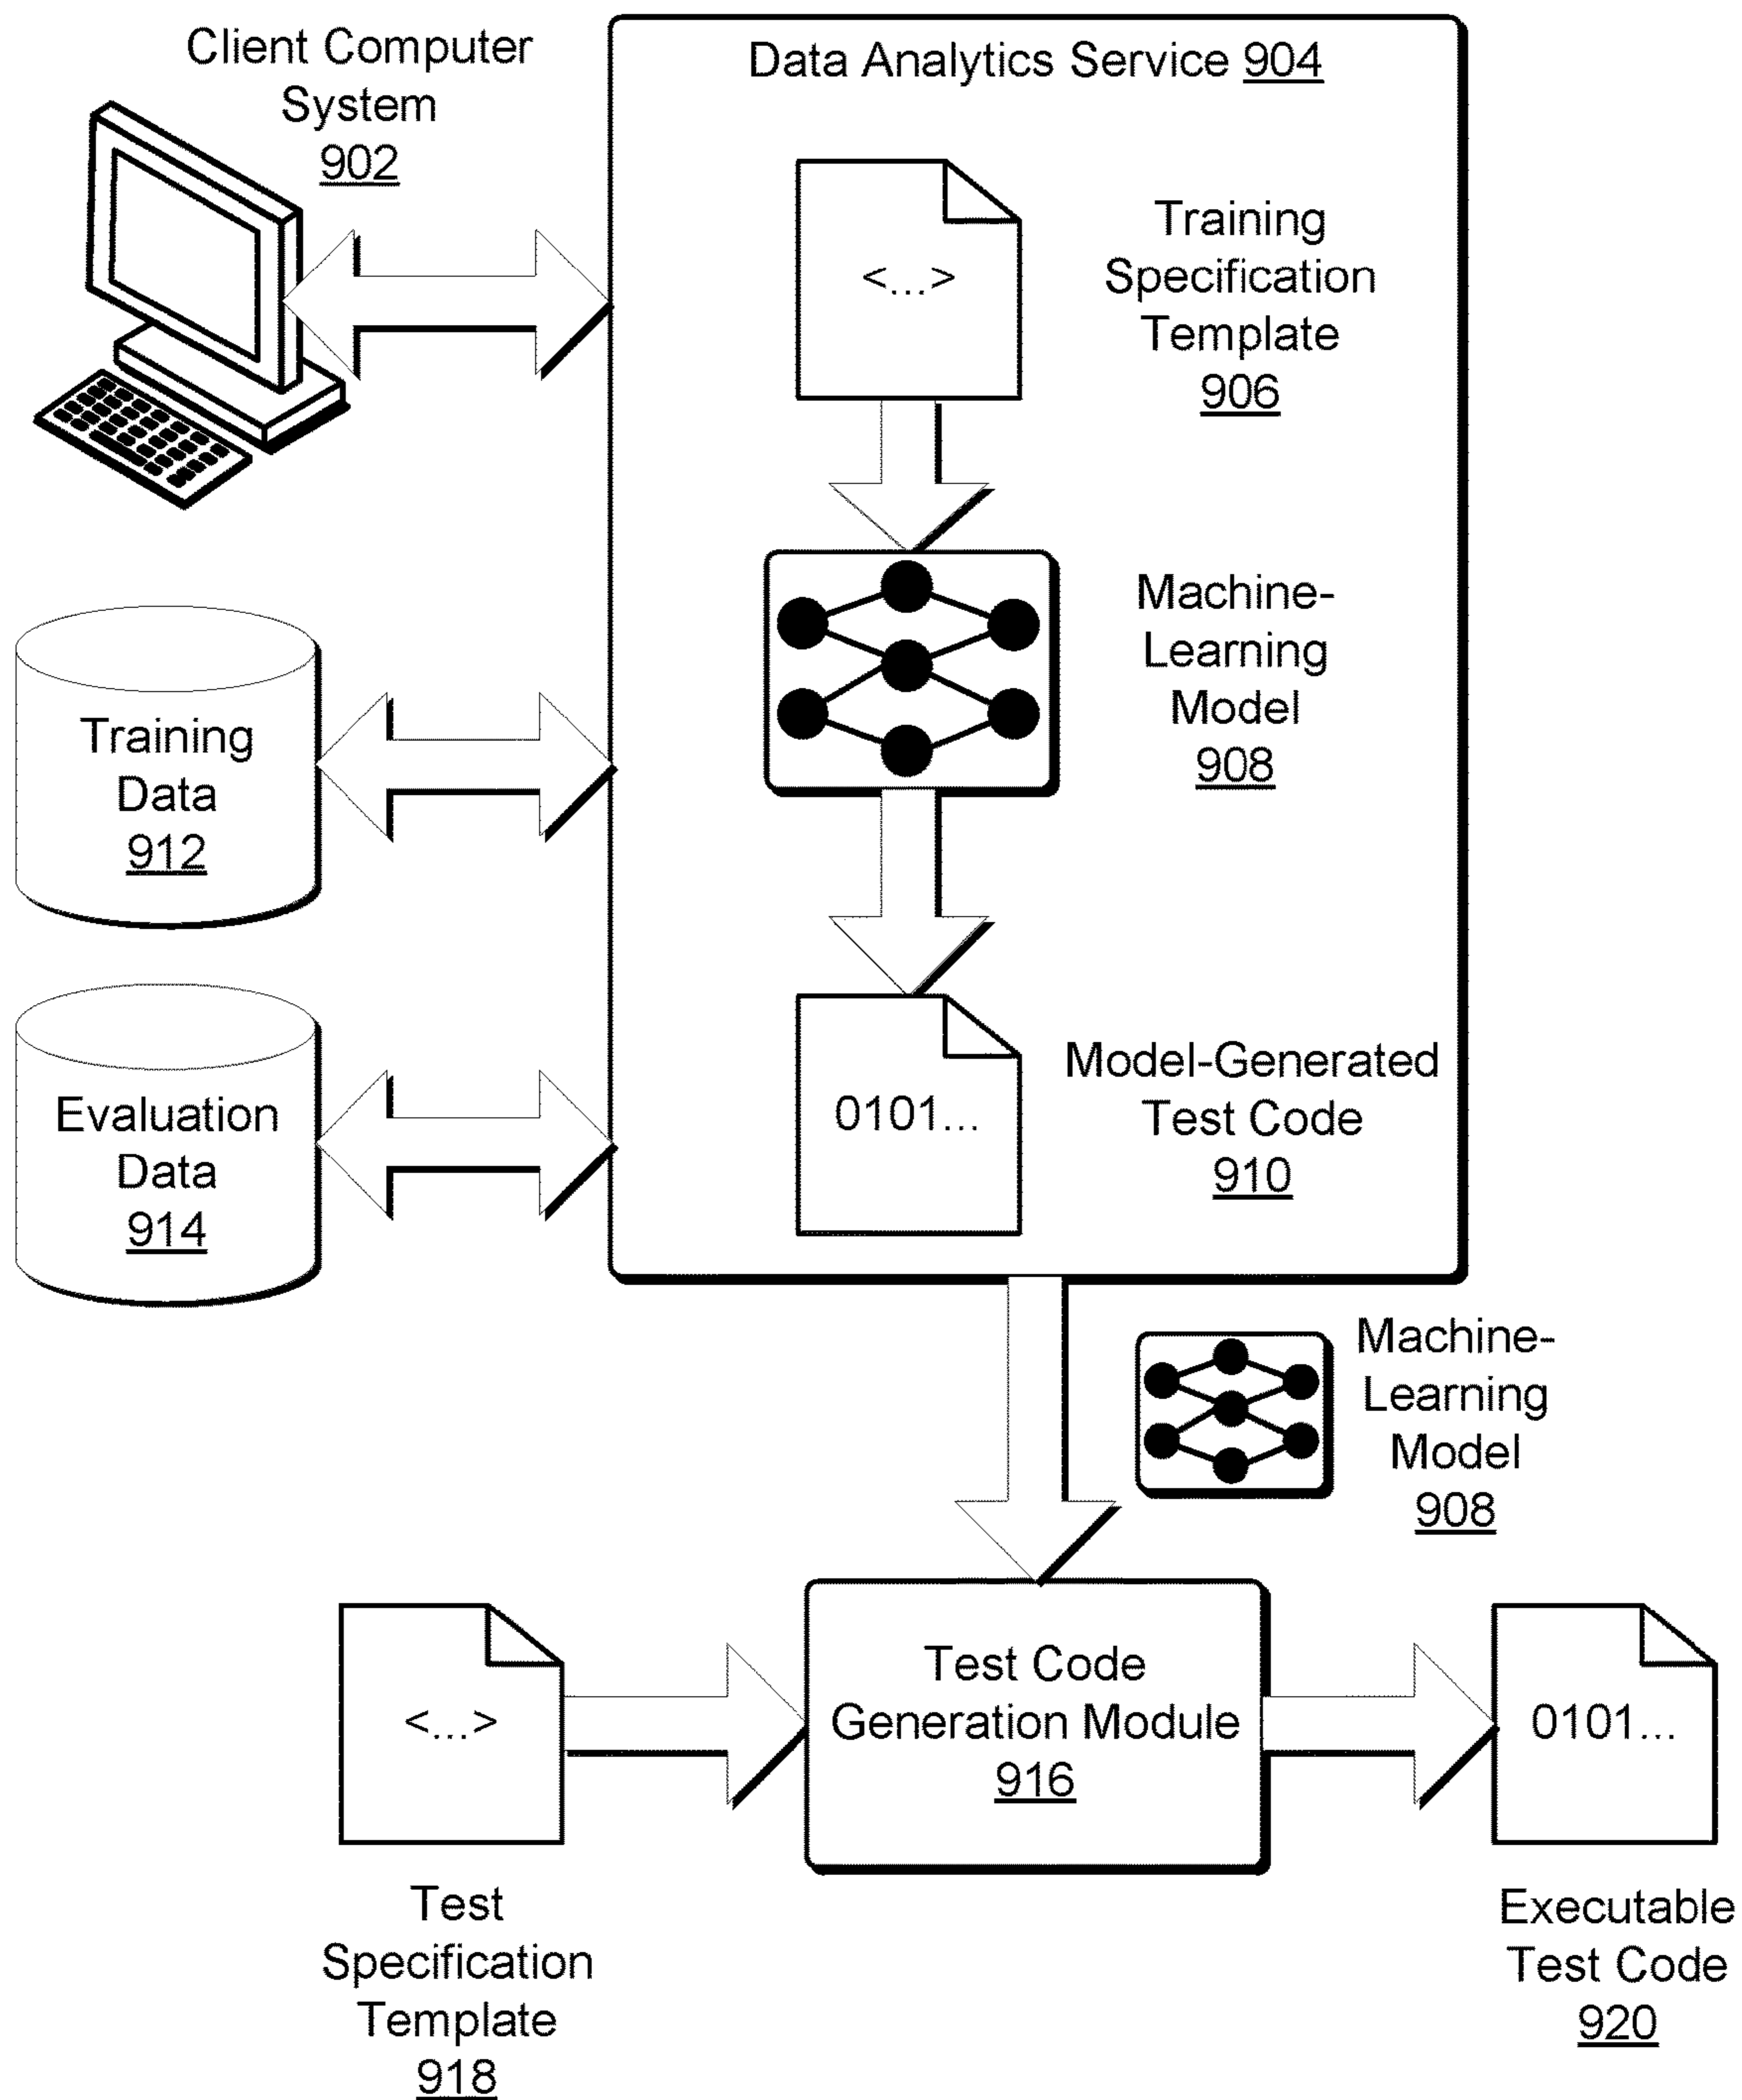 Client Computer
System
902
Data Analytics Service 904
<...>
Training
Specification
Template
906
Machine-
Learning
Model
908
Training
Data
912
0101...
Model-Generated
Test Code
910
Evaluation
Data
914
Machine-
Learning
Model
908
<...>
Test Code
Generation Module
916
0101...
Test
Specification
Template
918
Executable
Test Code
920